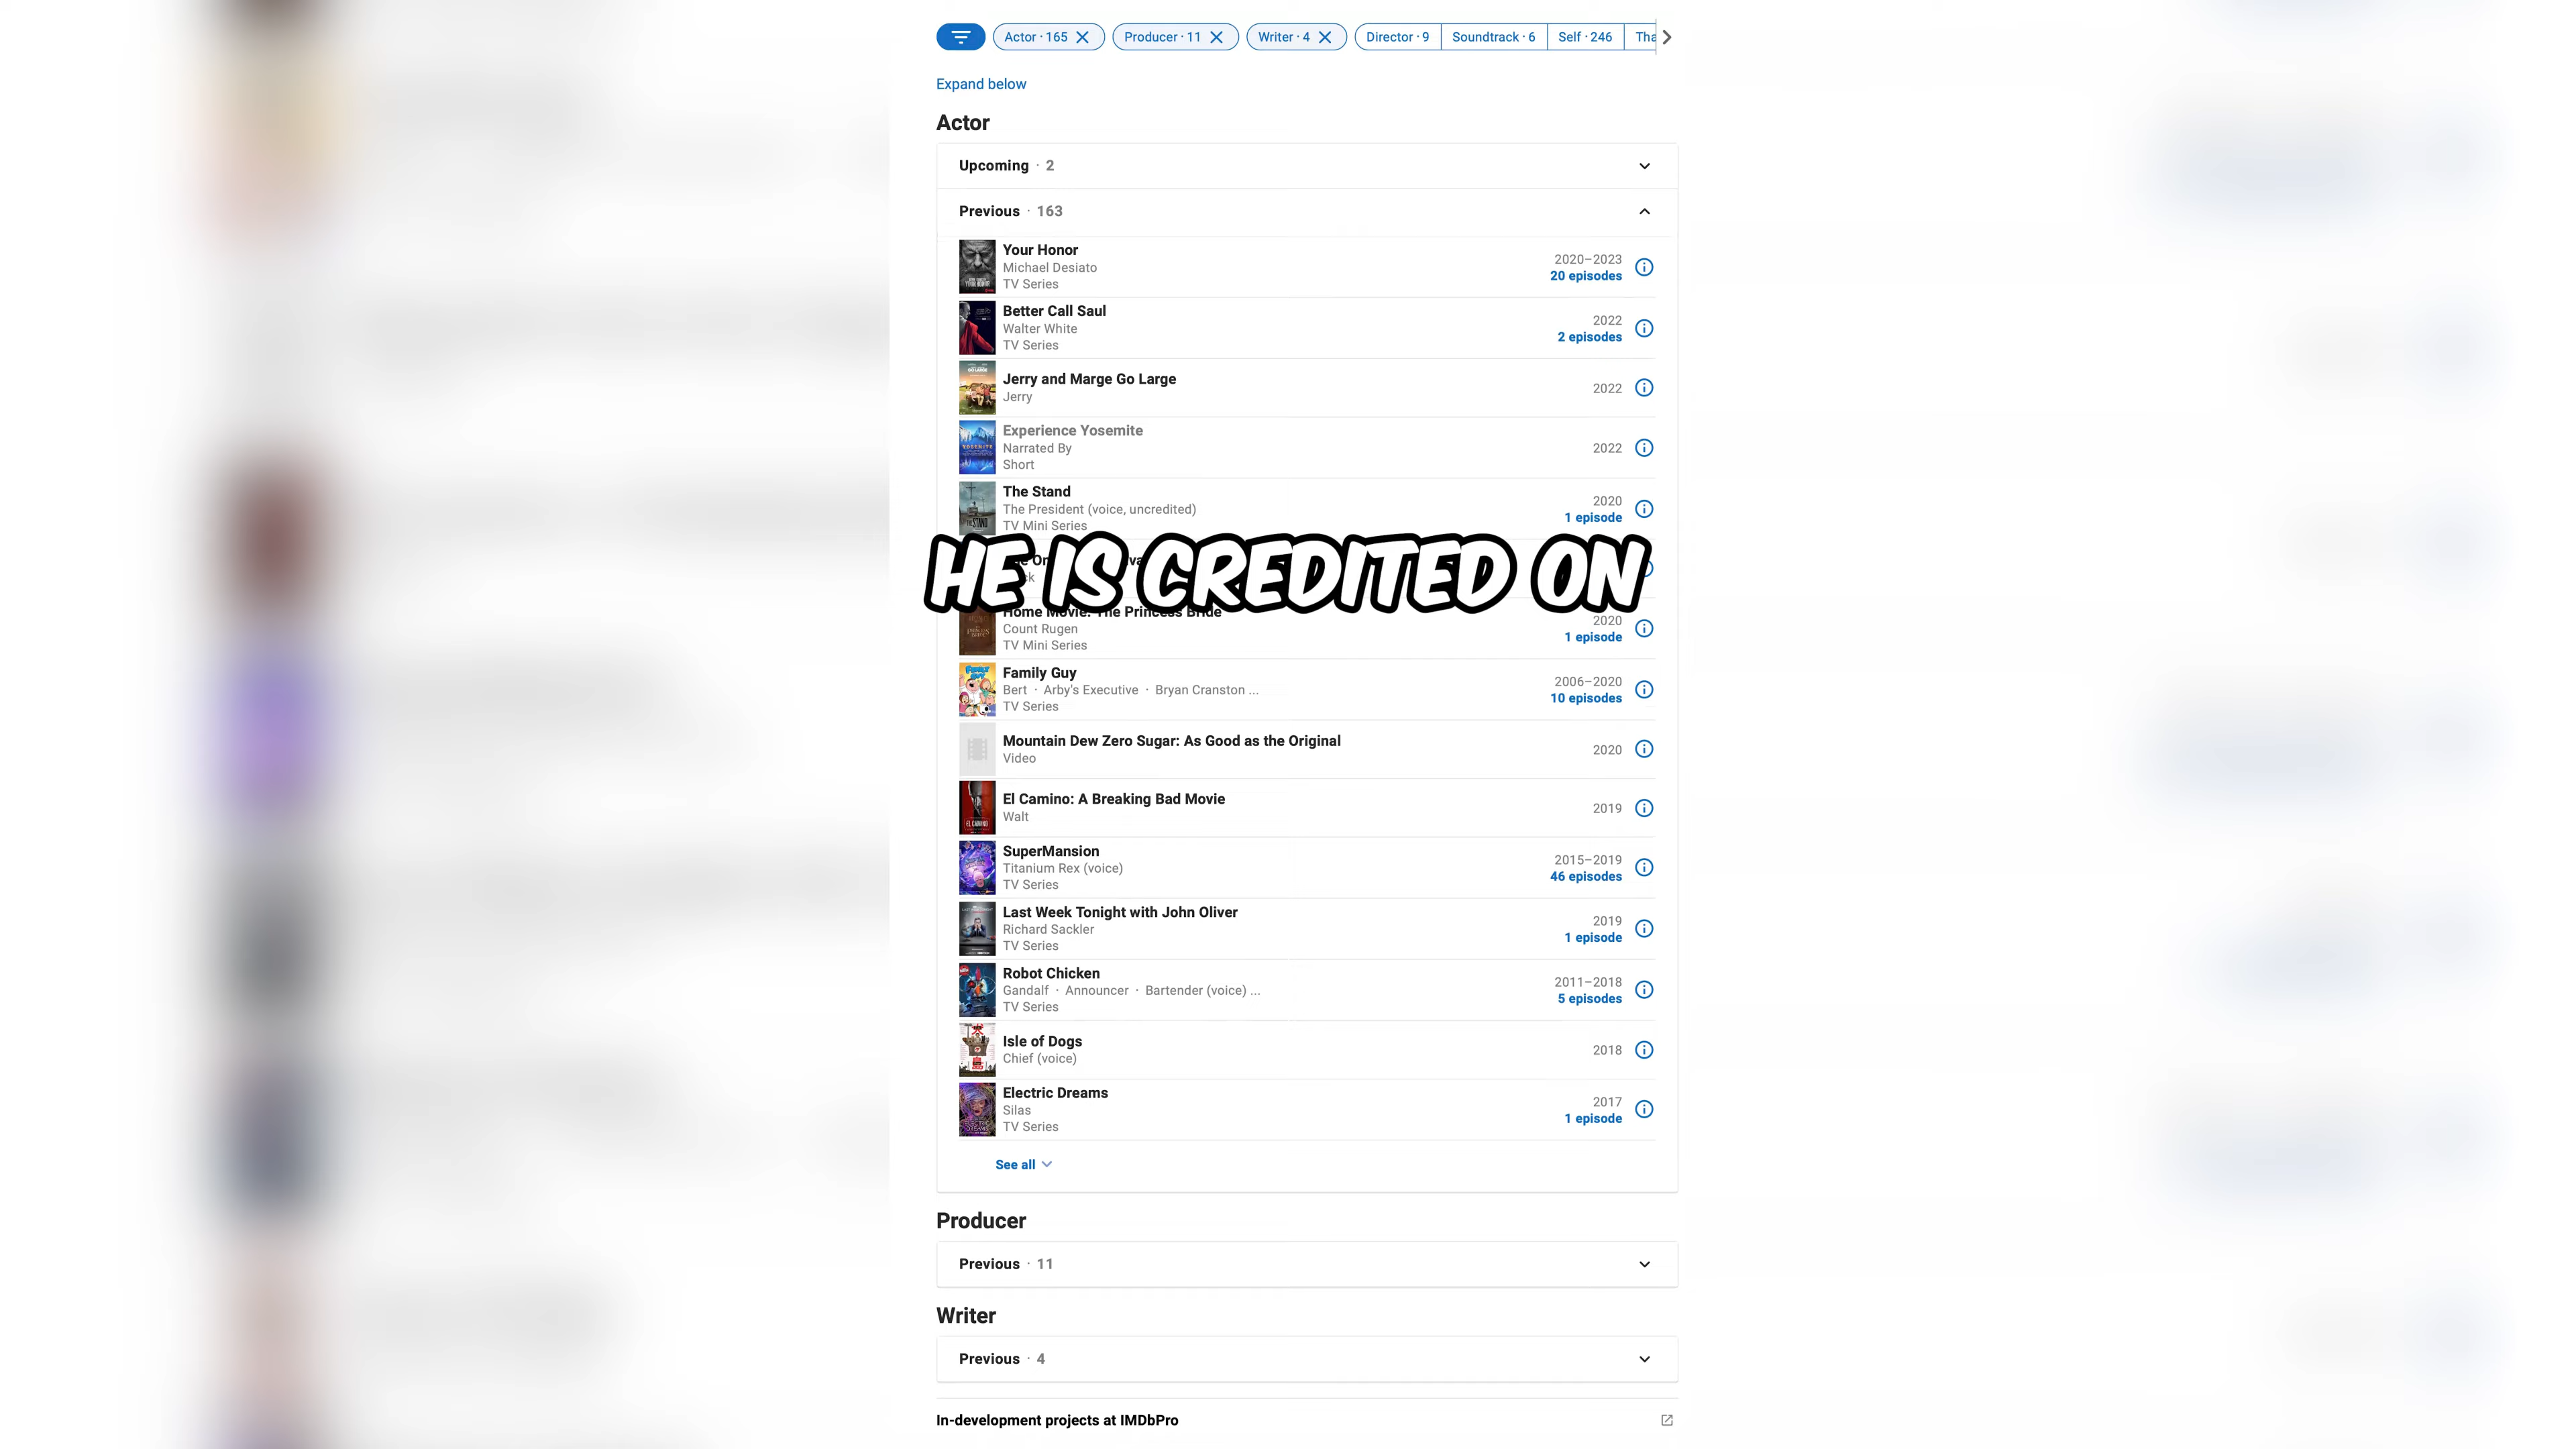 Actor · 165
Producer · 11
Writer · 4
Director · 9
Soundtrack · 6
Self · 246
Expand below
Actor
Upcoming · 2
Previous · 163
Your Honor
Michael Desiato
TV Series
2020–2023
20 episodes
Better Call Saul
Walter White
TV Series
2022
2 episodes
Jerry and Marge Go Large
Jerry
2022
Experience Yosemite
Narrated By
Short
2022
The Stand
The President (voice, uncredited)
TV Mini Series
2020
1 episode
HE IS CREDITED ON
Home Movie: The Princess Bride
Count Rugen
TV Mini Series
2020
1 episode
Family Guy
Bert · Arby's Executive · Bryan Cranston ...
TV Series
2006–2020
10 episodes
Mountain Dew Zero Sugar: As Good as the Original
Video
2020
El Camino: A Breaking Bad Movie
Walt
2019
SuperMansion
Titanium Rex (voice)
TV Series
2015–2019
46 episodes
Last Week Tonight with John Oliver
Richard Sackler
TV Series
2019
1 episode
Robot Chicken
Gandalf · Announcer · Bartender (voice) ...
TV Series
2011–2018
5 episodes
Isle of Dogs
Chief (voice)
2018
Electric Dreams
Silas
TV Series
2017
1 episode
See all
Producer
Previous · 11
Writer
Previous · 4
In-development projects at IMDbPro